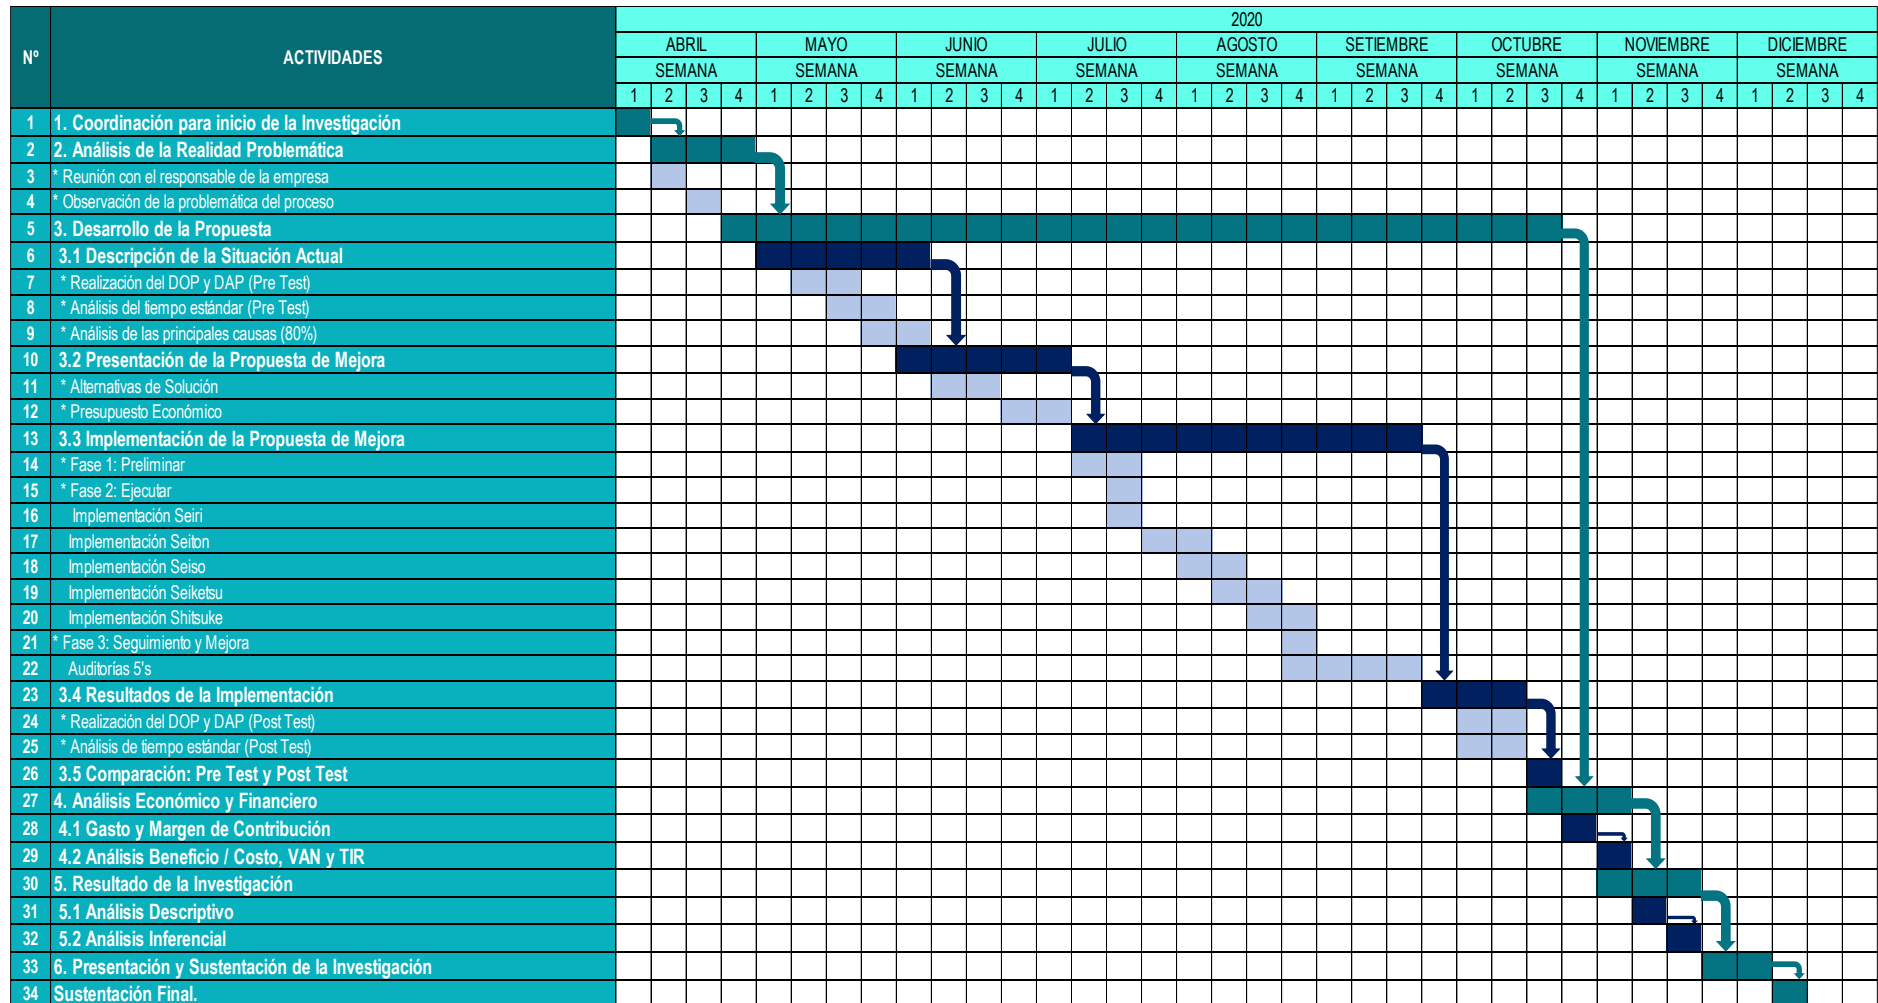 2020
Nº ACTIVIDADES
ABRIL MAYO JUNIO JULIO AGOSTO SETIEMBRE OCTUBRE NOVIEMBRE DICIEMBRE
SEMANA SEMANA SEMANA SEMANA SEMANA SEMANA SEMANA SEMANA SEMANA
1 2 3 4 1 2 3 4 1 2 3 4 1 2 3 4 1 2 3 4 1 2 3 4 1 2 3 4 1 2 3 4 1 2 3 4
1 1. Coordinación para inicio de la Investigación
2 2. Análisis de la Realidad Problemática
3 * Reunión con el responsable de la empresa
4 * Observación de la problemática del proceso
5 3. Desarrollo de la Propuesta
6 3.1 Descripción de la Situación Actual
7 * Realización del DOP y DAP (Pre Test)
8 * Análisis del tiempo estándar (Pre Test)
9 * Análisis de las principales causas (80%)
10 3.2 Presentación de la Propuesta de Mejora
11 * Alternativas de Solución
12 * Presupuesto Económico
13 3.3 Implementación de la Propuesta de Mejora
14 * Fase 1: Preliminar
15 * Fase 2: Ejecutar
16 Implementación Seiri
17 Implementación Seiton
18 Implementación Seiso
19 Implementación Seiketsu
20 Implementación Shitsuke
21 * Fase 3: Seguimiento y Mejora
22 Auditorías 5's
23 3.4 Resultados de la Implementación
24 * Realización del DOP y DAP (Post Test)
25 * Análisis de tiempo estándar (Post Test)
26 3.5 Comparación: Pre Test y Post Test
27 4. Análisis Económico y Financiero
28 4.1 Gasto y Margen de Contribución
29 4.2 Análisis Beneficio / Costo, VAN y TIR
30 5. Resultado de la Investigación
31 5.1 Análisis Descriptivo
32 5.2 Análisis Inferencial
33 6. Presentación y Sustentación de la Investigación
34 Sustentación Final.